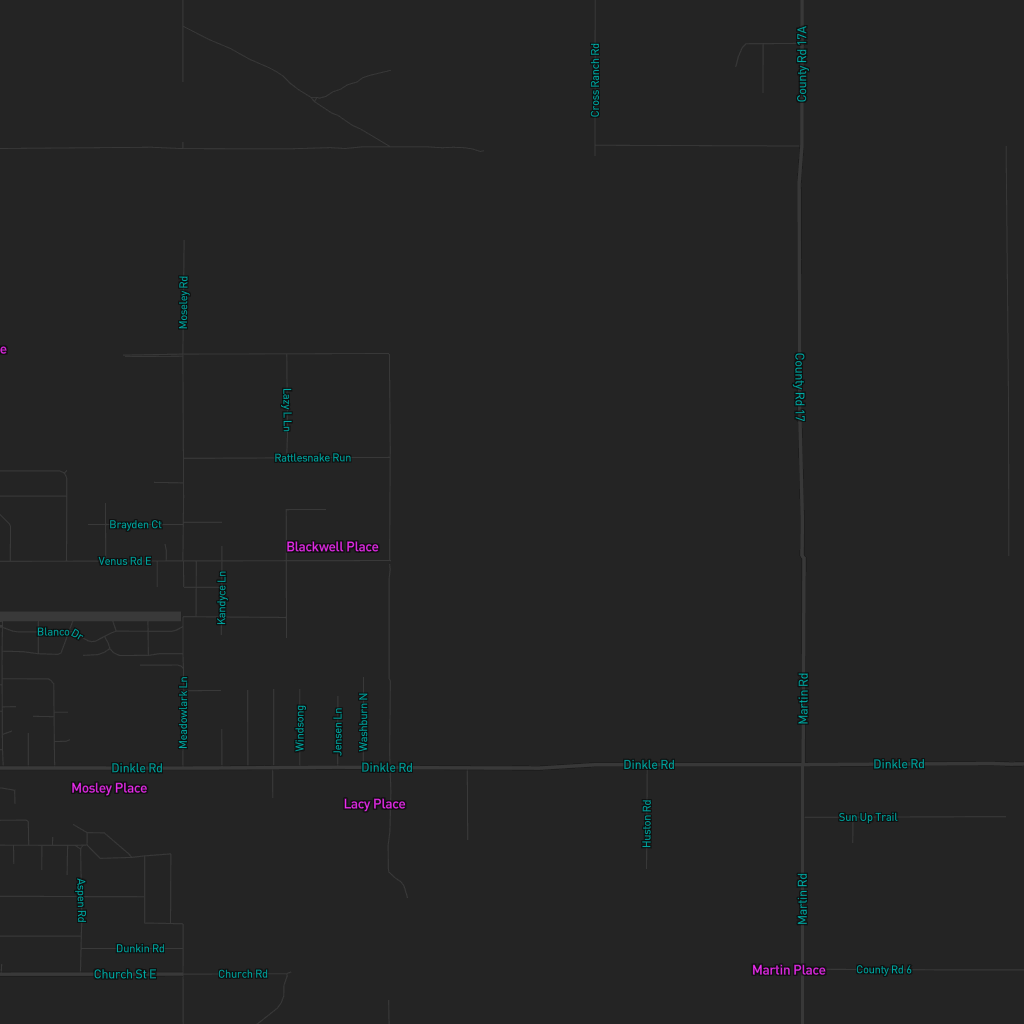 County Rd 17A
Cross Ranch Rd
Moseley Rd
e
County Rd 17
Lazy L Ln
Rattlesnake Run
Brayden Ct
Blackwell Place
Venus Rd E
Kandyce Ln
Blanco Dr
Meadowlark Ln
Windsong
Jensen Ln
Washburn N
Martin Rd
Dinkle Rd
Dinkle Rd
Dinkle Rd
Dinkle Rd
Mosley Place
Lacy Place
Huston Rd
Sun Up Trail
Aspen Rd
Martin Rd
Dunkin Rd
Church St E
Church Rd
Martin Place
County Rd 6